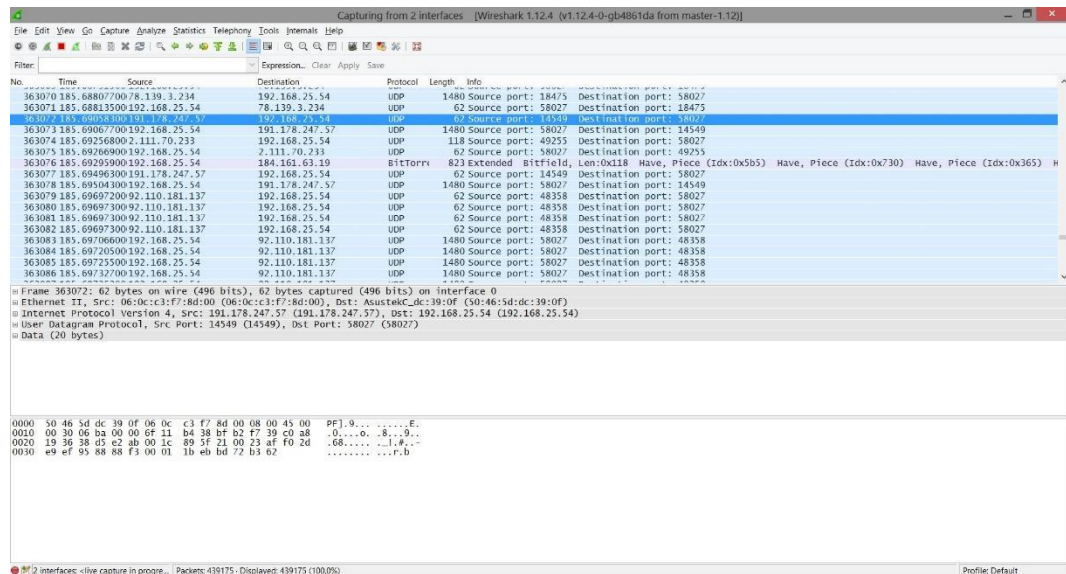 Capturing from 2 interfaces [Wireshark 1.12.4 (v1.12.4-0-gb4861da from master-1.12)]
File Edit View Go Capture Analyze Statistics Telephony Tools Internals Help
Filter: Expression... Clear Apply Save
No. Time Source Destination Protocol Length Info
363070 185.68807700 78.139.3.234 192.168.25.54 UDP 1480 Source port: 18475 Destination port: 58027
363071 185.68813500 192.168.25.54 78.139.3.234 UDP 62 Source port: 58027 Destination port: 18475
363072 185.69058300 191.178.247.57 192.168.25.54 UDP 62 Source port: 14549 Destination port: 58027
363073 185.69067700 192.168.25.54 191.178.247.57 UDP 1480 Source port: 58027 Destination port: 14549
363074 185.69256800 2.111.70.233 192.168.25.54 UDP 118 Source port: 49255 Destination port: 58027
363075 185.69266900 192.168.25.54 2.111.70.233 UDP 62 Source port: 58027 Destination port: 49255
363076 185.69295900 192.168.25.54 184.161.63.19 BitTorre 823 Extended Bitfield, Len:0x118 Have, Piece (Idx:0x5b5) Have, Piece (Idx:0x730) Have, Piece (Idx:0x365) H
363077 185.69496300 191.178.247.57 192.168.25.54 UDP 62 Source port: 14549 Destination port: 58027
363078 185.69504300 192.168.25.54 191.178.247.57 UDP 1480 Source port: 58027 Destination port: 14549
363079 185.69697200 92.110.181.137 192.168.25.54 UDP 62 Source port: 48358 Destination port: 58027
363080 185.69697300 92.110.181.137 192.168.25.54 UDP 62 Source port: 48358 Destination port: 58027
363081 185.69697300 92.110.181.137 192.168.25.54 UDP 62 Source port: 48358 Destination port: 58027
363082 185.69697300 92.110.181.137 192.168.25.54 UDP 62 Source port: 48358 Destination port: 58027
363083 185.69706600 192.168.25.54 92.110.181.137 UDP 1480 Source port: 58027 Destination port: 48358
363084 185.69720500 192.168.25.54 92.110.181.137 UDP 1480 Source port: 58027 Destination port: 48358
363085 185.69725500 192.168.25.54 92.110.181.137 UDP 1480 Source port: 58027 Destination port: 48358
363086 185.69732700 192.168.25.54 92.110.181.137 UDP 1480 Source port: 58027 Destination port: 48358
Frame 363072: 62 bytes on wire (496 bits), 62 bytes captured (496 bits) on interface 0
Ethernet II, Src: 06:0c:c3:f7:8d:00 (06:0c:c3:f7:8d:00), Dst: AsustekC_dc:39:0f (50:46:5d:dc:39:0f)
Internet Protocol Version 4, Src: 191.178.247.57 (191.178.247.57), Dst: 192.168.25.54 (192.168.25.54)
User Datagram Protocol, Src Port: 14549 (14549), Dst Port: 58027 (58027)
Data (20 bytes)
0000 50 46 5d dc 39 0f 06 0c c3 f7 8d 00 08 00 45 00 PF].9... ......E.
0010 00 30 06 ba 00 00 6f 11 b4 38 bf b2 f7 39 c0 a8 .0....o. .8...9..
0020 19 36 38 d5 e2 ab 00 1c 89 5f 21 00 23 af f0 2d .68..... ._!.#..-
0030 e9 ef 95 88 88 f3 00 01 1b eb bd 72 b3 62 ........ ...r.b
2 interfaces: <live capture in progre... Packets: 439175 · Displayed: 439175 (100,0%) Profile: Default